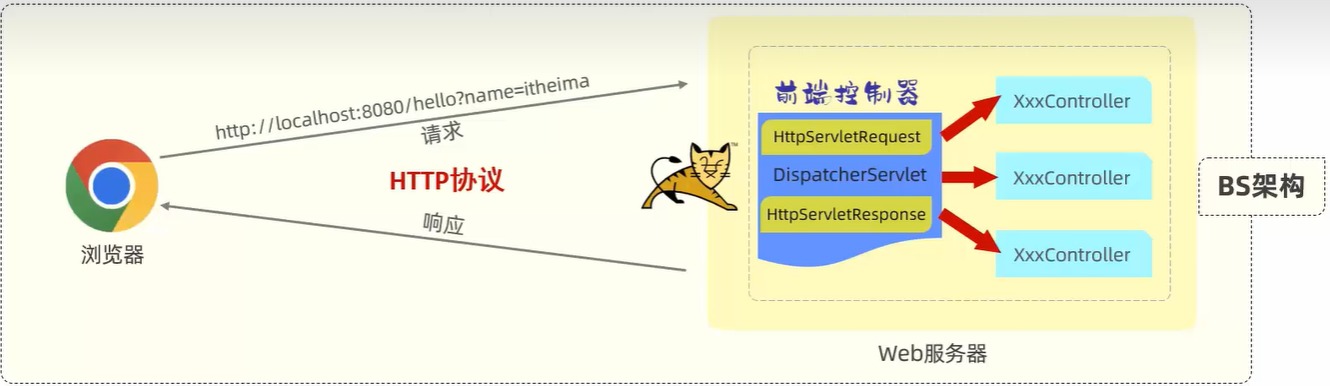 http://localhost:8080/hello?name=itheima
请求
HTTP协议
响应
浏览器
前端控制器
HttpServletRequest
DispatcherServlet
HttpServletResponse
XxxController
XxxController
XxxController
Web服务器
BS架构
TM